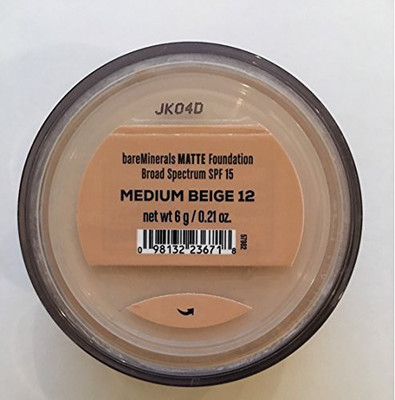 JK04D
bareMinerals MATTE Foundation
Broad Spectrum SPF 15
MEDIUM BEIGE 12
net wt 6 g / 0.21 oz.
0 98132 23671 8